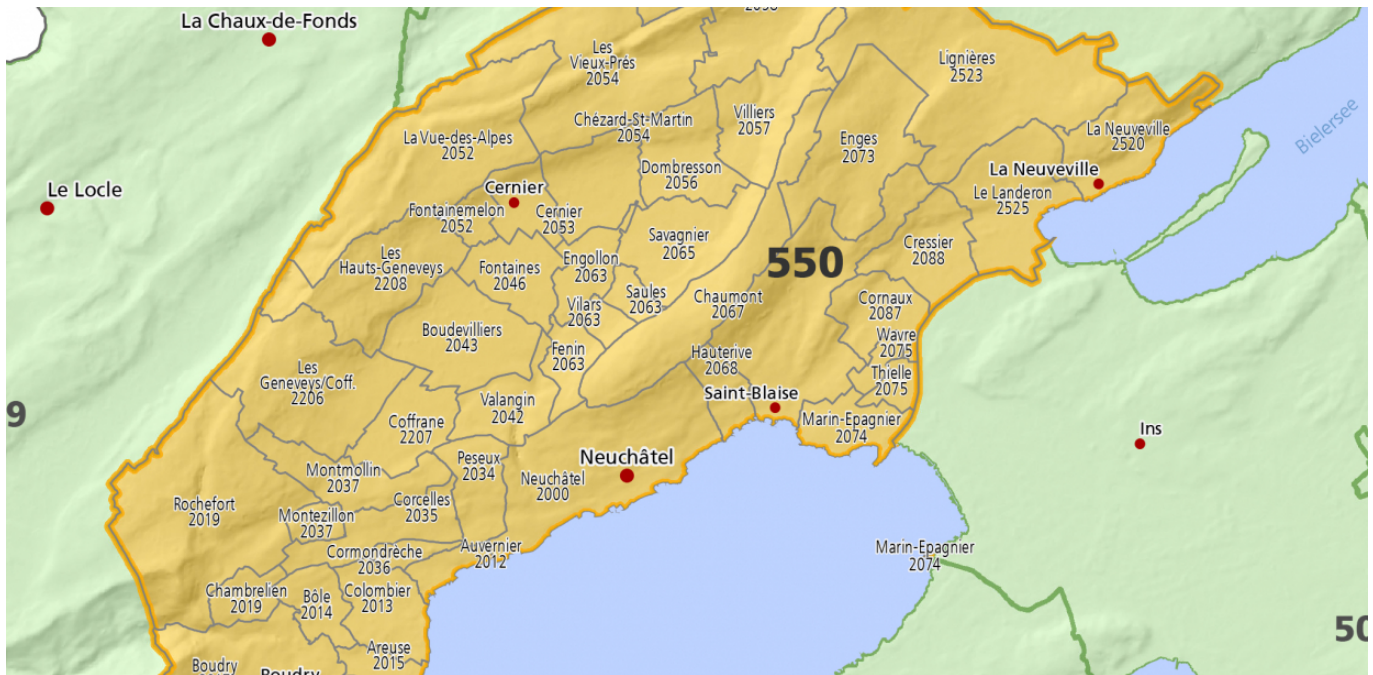 2058
La Chaux-de-Fonds
Les
Vieux-Prés
2054
Lignières
2523
Chézard-St-Martin
2054
Villiers
2057
La Vue-des-Alpes
2052
Enges
2073
La Neuveville
2520
Bielersee
Dombresson
2056
La Neuveville
Le Landeron
2525
Le Locle
Cernier
Cernier
2053
Fontainemelon
2052
Savagnier
2065
Cressier
2088
550
Les
Hauts-Geneveys
2208
Fontaines
2046
Engollon
2063
Saules
2063
Chaumont
2067
Cornaux
2087
Vilars
2063
Boudevilliers
2043
Wavre
2075
Fenin
2063
Hauterive
2068
Les
Geneveys/Coff.
2206
Thielle
2075
Saint-Blaise
Valangin
2042
9
Coffrane
2207
Marin-Epagnier
2074
Ins
Neuchâtel
Peseux
2034
Montmollin
2037
Neuchâtel
2000
Rochefort
2019
Corcelles
2035
Montezillon
2037
Cormondrèche
2036
Auvernier
2012
Marin-Epagnier
2074
Chambrelien
2019
Bôle
2014
Colombier
2013
50
Areuse
2015
Boudry
Boudry